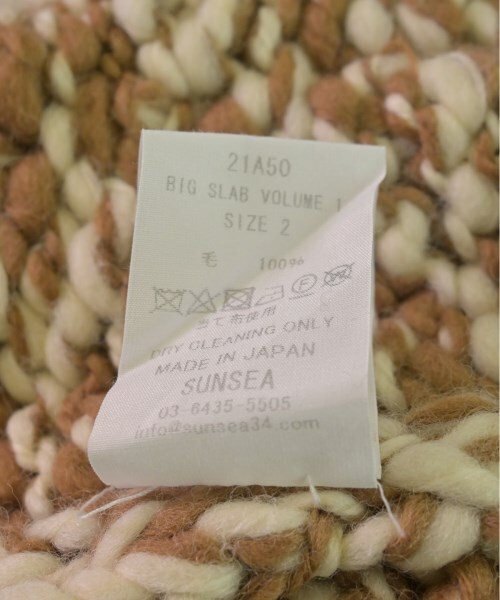 21A50
BIG SLAB VOLUME I
SIZE 2
毛 100%
当て布使用
DRY CLEANING ONLY
MADE IN JAPAN
SUNSEA
03-6435-5505
info@sunsea34.com